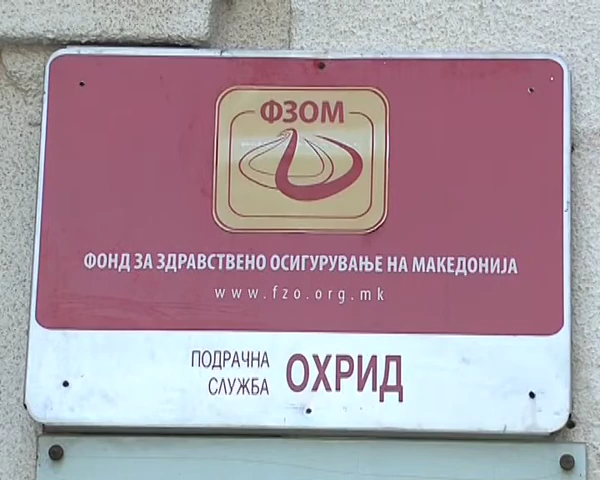 ФЗОМ
ФОНД ЗА ЗДРАВСТВЕНО ОСИГУРУВАЊЕ НА МАКЕДОНИЈА
www.fzo.org.mk
ПОДРАЧНА
СЛУЖБА
ОХРИД